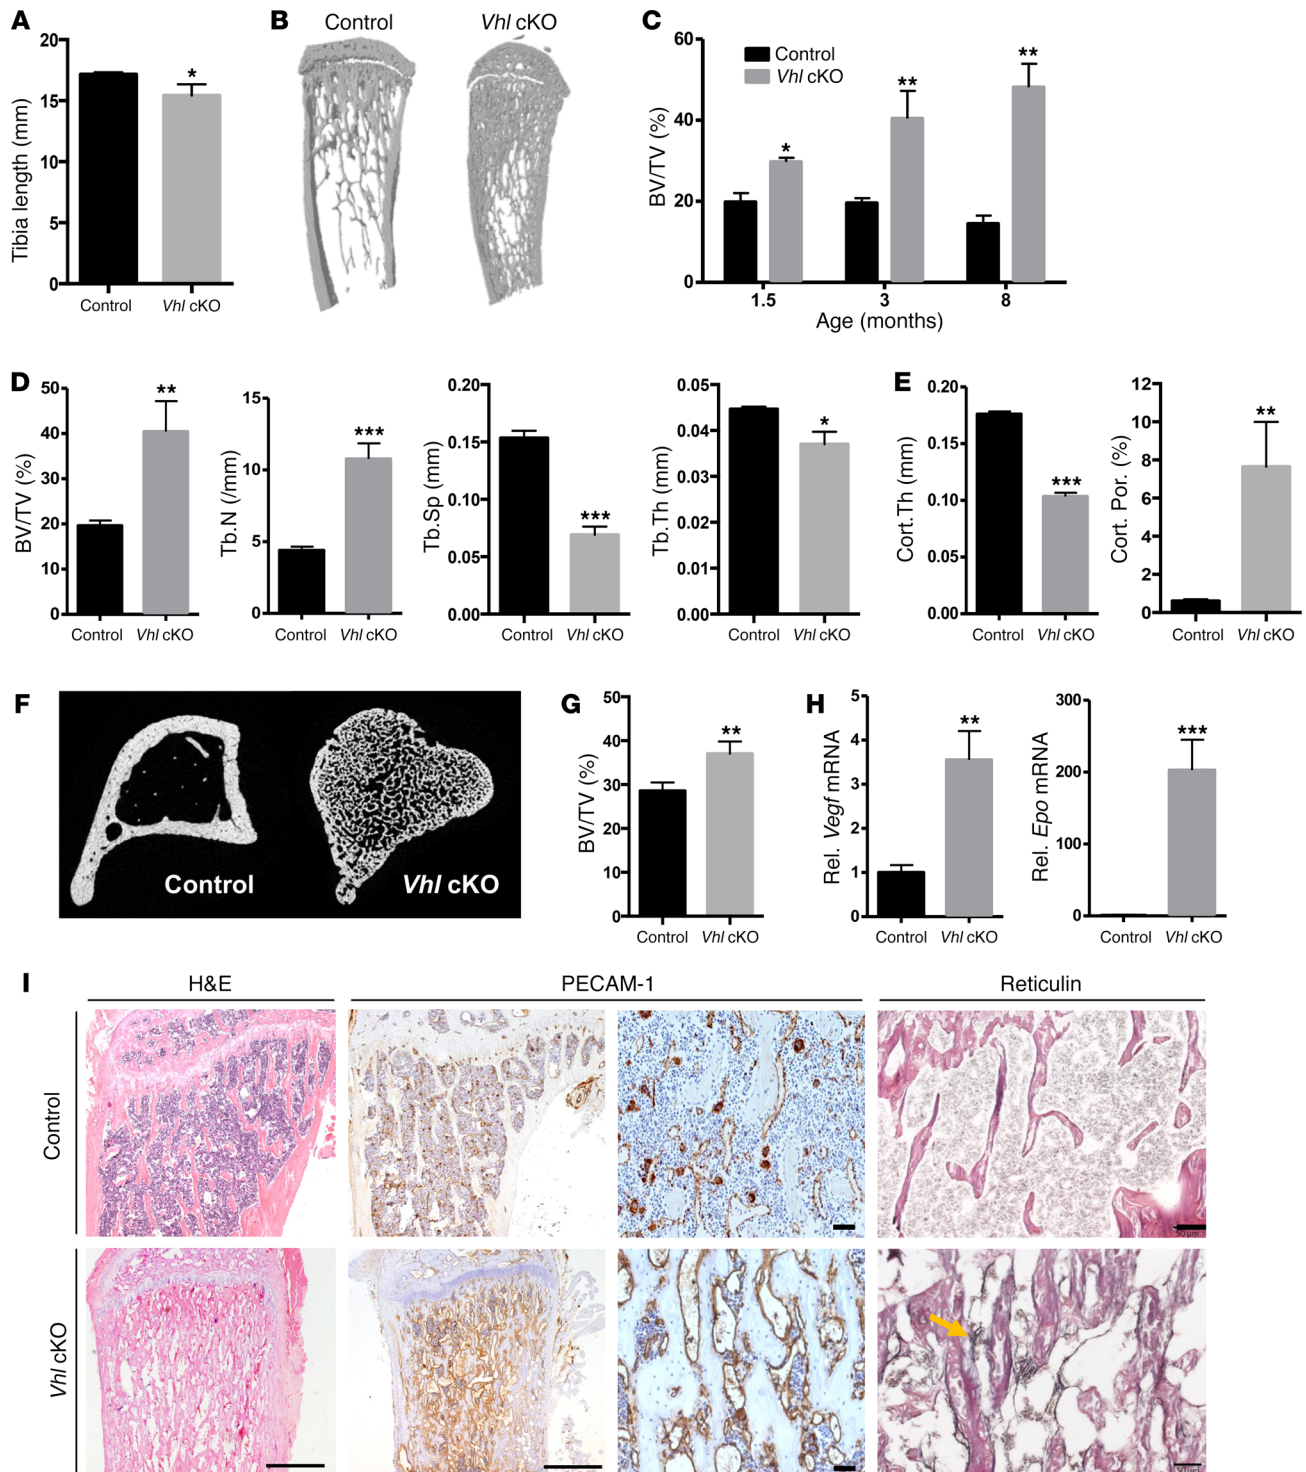 A
Tibia length (mm)
20
15
10
5
0
*
Control
Vhl cKO
B
Control
Vhl cKO
C
BV/TV (%)
60
40
20
0
Control
Vhl cKO
*
**
**
1.5
3
8
Age (months)
D
BV/TV (%)
50
40
30
20
10
0
**
Control
Vhl cKO
Tb.N (/mm)
15
10
5
0
***
Control
Vhl cKO
Tb.Sp (mm)
0.20
0.15
0.10
0.05
0.00
***
Control
Vhl cKO
Tb.Th (mm)
0.05
0.04
0.03
0.02
0.01
0.00
*
Control
Vhl cKO
E
Cort.Th (mm)
0.20
0.15
0.10
0.05
0.00
***
Control
Vhl cKO
Cort. Por. (%)
12
10
8
6
4
2
0
**
Control
Vhl cKO
F
Control
Vhl cKO
G
BV/TV (%)
50
40
30
20
10
0
**
Control
Vhl cKO
H
Rel. Vegf mRNA
5
4
3
2
1
0
**
Control
Vhl cKO
Rel. Epo mRNA
300
200
100
0
***
Control
Vhl cKO
I
H&E
PECAM-1
Reticulin
Control
50 µm
Vhl cKO